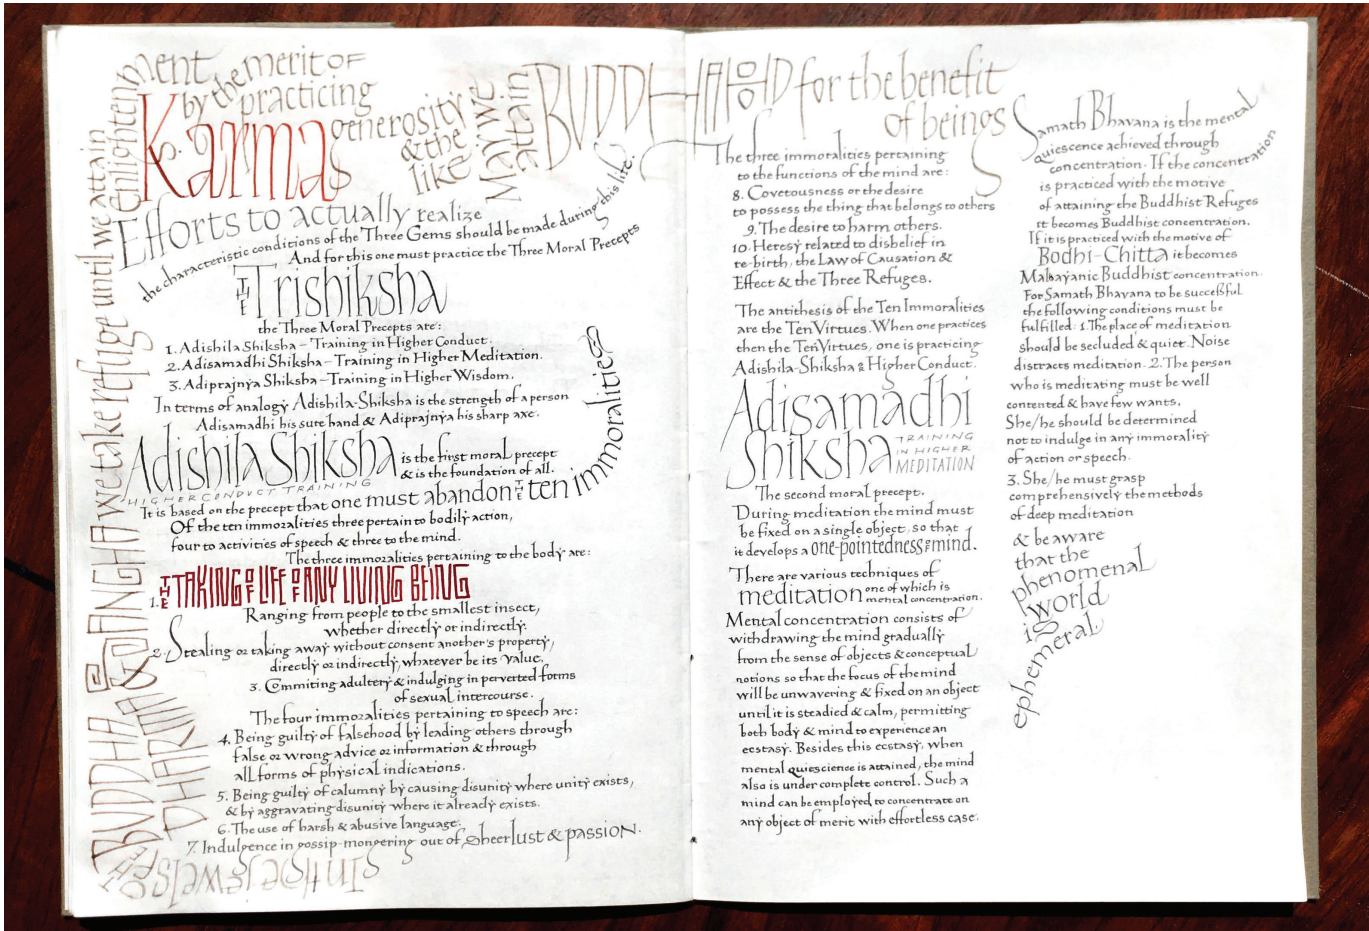 In the jewels of
THE BUDDHA
DHARMA & SANGHA we take refuge until we attain
Enlightenment
by the merit OF
practicing
generosity
& the
like
May we
attain
BUDDHAHOOD for the benefit
of beings
Karmas
Efforts to actually realize
the characteristic conditions of the Three Gems should be made during this life.
And for this one must practice the Three Moral Precepts
THE Trishiksha
the Three Moral Precepts are:
1. Adishila Shiksha – Training in Higher Conduct.
2. Adisamadhi Shiksha – Training in Higher Meditation.
3. Adiprajnya Shiksha – Training in Higher Wisdom.
In terms of analogy Adishila-Shiksha is the strength of a person
Adisamadhi his sure hand & Adiprajnya his sharp axe.
Adishila Shiksha is the first moral precept
& is the foundation of all.
HIGHER CONDUCT TRAINING
It is based on the precept that one must abandon THE ten immoralities
Of the ten immoralities three pertain to bodily action,
four to activities of speech & three to the mind.
The three immoralities pertaining to the body are:
1. THE TAKING OF LIFE OF ANY LIVING BEING
Ranging from people to the smallest insect,
whether directly or indirectly.
2. Stealing or taking away without consent another's property,
directly or indirectly, whatever be its value.
3. Commiting adultery & indulging in perverted forms
of sexual intercourse.
The four immoralities pertaining to speech are:
4. Being guilty of falsehood by leading others through
false or wrong advice or information & through
all forms of physical indications.
5. Being guilty of calumny by causing disunity where unity exists,
& by aggravating disunity where it already exists.
6. The use of harsh & abusive language.
7. Indulgence in gossip-mongering out of sheer lust & passion.
The three immoralities pertaining
to the functions of the mind are:
8. Covetousness or the desire
to possess the thing that belongs to others
9. The desire to harm others.
10. Heresy related to disbelief in
re-birth, the Law of Causation &
Effect & the Three Refuges.
The antithesis of the Ten Immoralities
are the Ten Virtues. When one practices
then the Ten Virtues, one is practicing
Adishila-Shiksha & Higher Conduct.
Adisamadhi
Shiksha TRAINING
IN HIGHER
MEDITATION
The second moral precept.
During meditation the mind must
be fixed on a single object, so that
it develops a one-pointedness OF mind.
There are various techniques of
meditation one of which is
mental concentration.
Mental concentration consists of
withdrawing the mind gradually
from the sense of objects & conceptual
notions so that the focus of the mind
will be unwavering & fixed on an object
until it is steadied & calm, permitting
both body & mind to experience an
ecstasy. Besides this ecstasy, when
mental quiescience is attained, the mind
also is under complete control. Such a
mind can be employed to concentrate on
any object of merit with effortless ease.
Samath Bhavana is the mental
quiescence achieved through
concentration. If the concentration
is practiced with the motive
of attaining the Buddhist Refuges
it becomes Buddhist concentration.
If it is practiced with the motive of
Bodhi-Chitta it becomes
Mahayanic Buddhist concentration.
For Samath Bhavana to be successful
the following conditions must be
fulfilled: 1. The place of meditation
should be secluded & quiet. Noise
distracts meditation. 2. The person
who is meditating must be well
contented & have few wants.
She/he should be determined
not to indulge in any immorality
of action or speech.
3. She/he must grasp
comprehensively the methods
of deep meditation
& be aware
that the
phenomenal
world
is
ephemeral